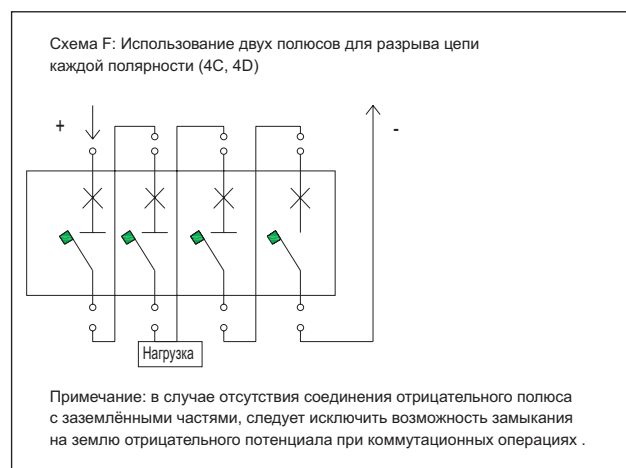 Схема F: Использование двух полюсов для разрыва цепи
каждой полярности (4C, 4D)
+
-
Нагрузка
Примечание: в случае отсутствия соединения отрицательного полюса
с заземлёнными частями, следует исключить возможность замыкания
на землю отрицательного потенциала при коммутационных операциях .